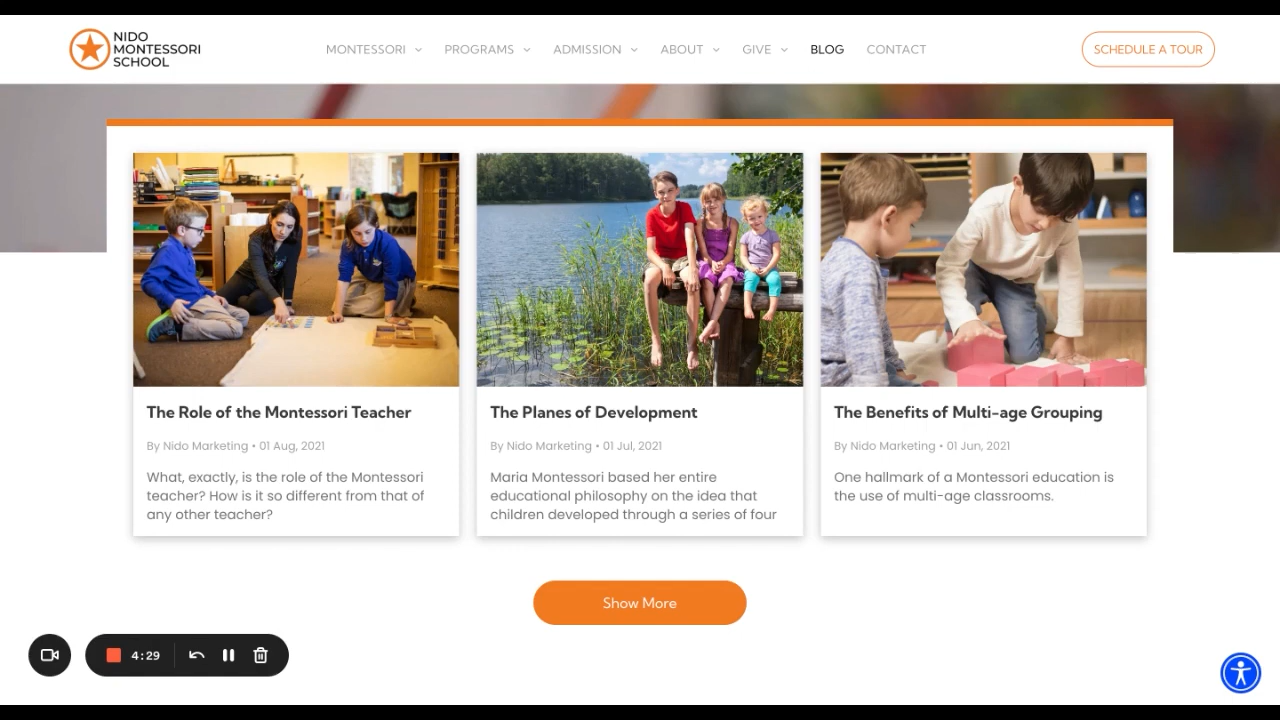 NIDO
MONTESSORI
SCHOOL
MONTESSORI PROGRAMS ADMISSION ABOUT GIVE BLOG CONTACT SCHEDULE A TOUR
The Role of the Montessori Teacher
By Nido Marketing • 01 Aug, 2021
What, exactly, is the role of the Montessori
teacher? How is it so different from that of
any other teacher?
The Planes of Development
By Nido Marketing • 01 Jul, 2021
Maria Montessori based her entire
educational philosophy on the idea that
children developed through a series of four
The Benefits of Multi-age Grouping
By Nido Marketing • 01 Jun, 2021
One hallmark of a Montessori education is
the use of multi-age classrooms.
Show More
4:29